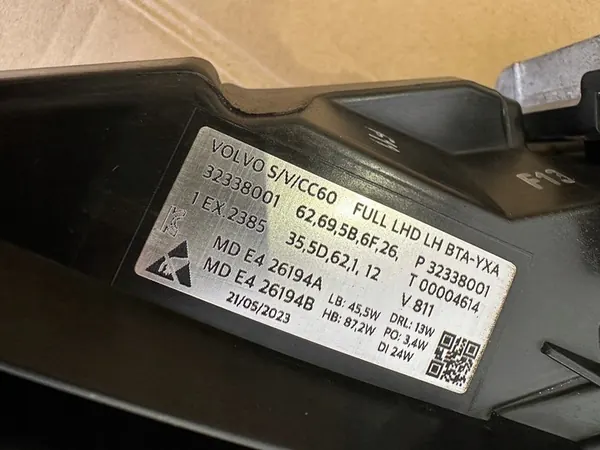 VOLVO S/V/CC60 FULL LHD LH BTA-YXA
32338001 62,69,5B,6F,26, P 32338001
1 EX.2385 35,5D,62,1, 12 T 00004614
V 811
MD E4 26194A LB: 45,5W DRL: 13W
MD E4 26194B HB: 87,2W PO: 3,4W
21/05/2023 DI 24W
F13